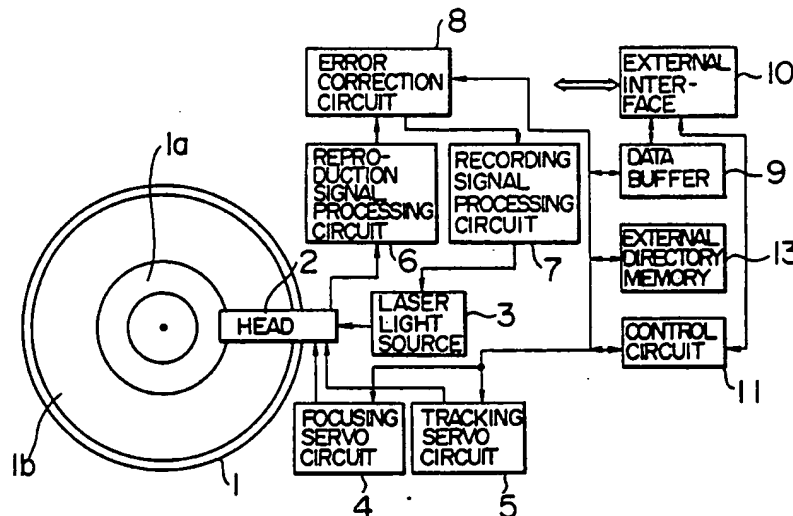 8
ERROR
CORRECTION
CIRCUIT
EXTERNAL
INTER-
FACE
10
1a
REPRO-
DUCTION
SIGNAL
PROCESSING
CIRCUIT
6
RECORDING
SIGNAL
PROCESSING
CIRCUIT
7
DATA
BUFFER
9
2
HEAD
LASER
LIGHT
SOURCE
3
EXTERNAL
DIRECTORY
MEMORY
13
CONTROL
CIRCUIT
11
1b
1
FOCUSING
SERVO
CIRCUIT
4
TRACKING
SERVO
CIRCUIT
5